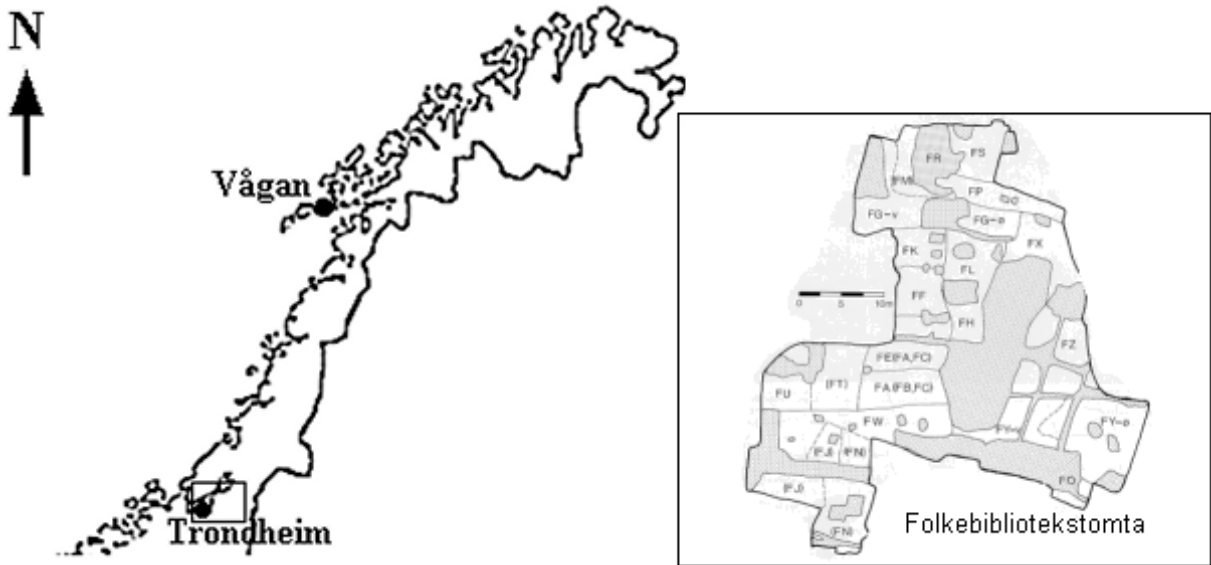 N
Vågan
Trondheim
FR
FS
(FM)
FP
FG-v
FG-ø
FX
FK
FL
FF
0 5 10m
FH
FZ
FE(FA,FC)
(FT)
FA(FB,FC)
FU
FW
FY-ø
(FJ)
(FN)
FO
(FJ)
(FN)
Folkebibliotekstomta